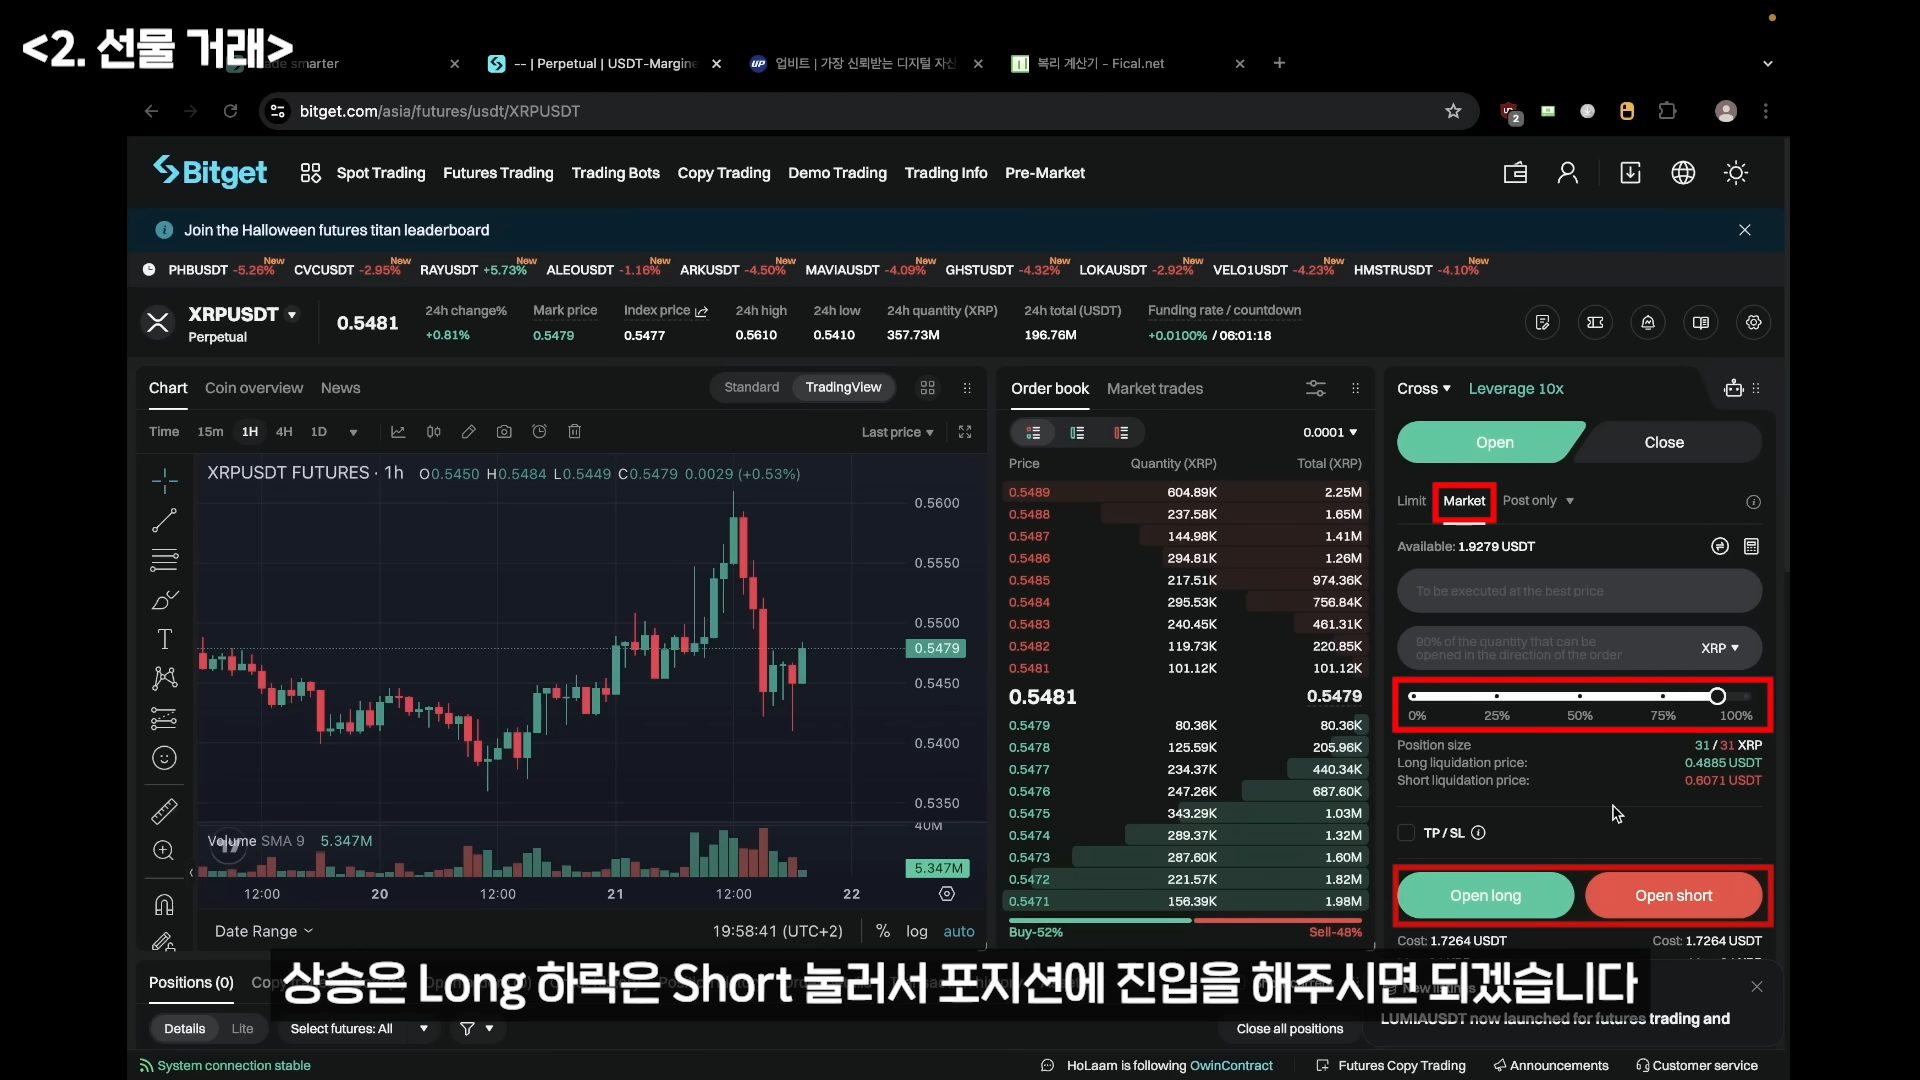 <2. 선물 거래>
ade smarter
-- | Perpetual | USDT-Margine
업비트 | 가장 신뢰받는 디지털 자산
복리 계산기 - Fical.net
bitget.com/asia/futures/usdt/XRPUSDT
2
Bitget
Spot Trading Futures Trading Trading Bots Copy Trading Demo Trading Trading Info Pre-Market
Join the Halloween futures titan leaderboard
PHBUSDT -5.26% New CVCUSDT -2.95% New RAYUSDT +5.73% New ALEOUSDT -1.16% New ARKUSDT -4.50% New MAVIAUSDT -4.09% New GHSTUSDT -4.32% New LOKAUSDT -2.92% New VELO1USDT -4.23% New HMSTRUSDT -4.10% New
XRPUSDT
Perpetual
0.5481
24h change%
+0.81%
Mark price
0.5479
Index price
0.5477
24h high
0.5610
24h low
0.5410
24h quantity (XRP)
357.73M
24h total (USDT)
196.76M
Funding rate / countdown
+0.0100% / 06:01:18
Chart Coin overview News
Standard TradingView
Time 15m 1H 4H 1D
Last price
XRPUSDT FUTURES · 1h O0.5450 H0.5484 L0.5449 C0.5479 0.0029 (+0.53%)
0.5600
0.5550
0.5500
0.5479
0.5450
0.5400
0.5350
40M
Volume SMA 9 5.347M
5.347M
12:00 20 12:00 21 12:00 22
Date Range
19:58:41 (UTC+2) % log auto
Order book Market trades
0.0001
Price Quantity (XRP) Total (XRP)
0.5489 604.89K 2.25M
0.5488 237.58K 1.65M
0.5487 144.98K 1.41M
0.5486 294.81K 1.26M
0.5485 217.51K 974.36K
0.5484 295.53K 756.84K
0.5483 240.45K 461.31K
0.5482 119.73K 220.85K
0.5481 101.12K 101.12K
0.5481 0.5479
0.5479 80.36K 80.36K
0.5478 125.59K 205.96K
0.5477 234.37K 440.34K
0.5476 247.26K 687.60K
0.5475 343.29K 1.03M
0.5474 289.37K 1.32M
0.5473 287.60K 1.60M
0.5472 221.57K 1.82M
0.5471 156.39K 1.98M
Buy-52% Sell-48%
Cross Leverage 10x
Open Close
Limit Market Post only
Available: 1.9279 USDT
To be executed at the best price
90% of the quantity that can be
opened in the direction of the order
XRP
0% 25% 50% 75% 100%
Position size 31 / 31 XRP
Long liquidation price: 0.4885 USDT
Short liquidation price: 0.6071 USDT
TP / SL
Open long Open short
Cost: 1.7264 USDT Cost: 1.7264 USDT
Positions (0) Co
상승은 Long 하락은 Short 눌러서 포지션에 진입을 해주시면 되겠습니다
Details Lite Select futures: All
Close all positions
LUMIAUSDT now launched for futures trading and
System connection stable
HoLaam is following OwinContract
Futures Copy Trading Announcements Customer service